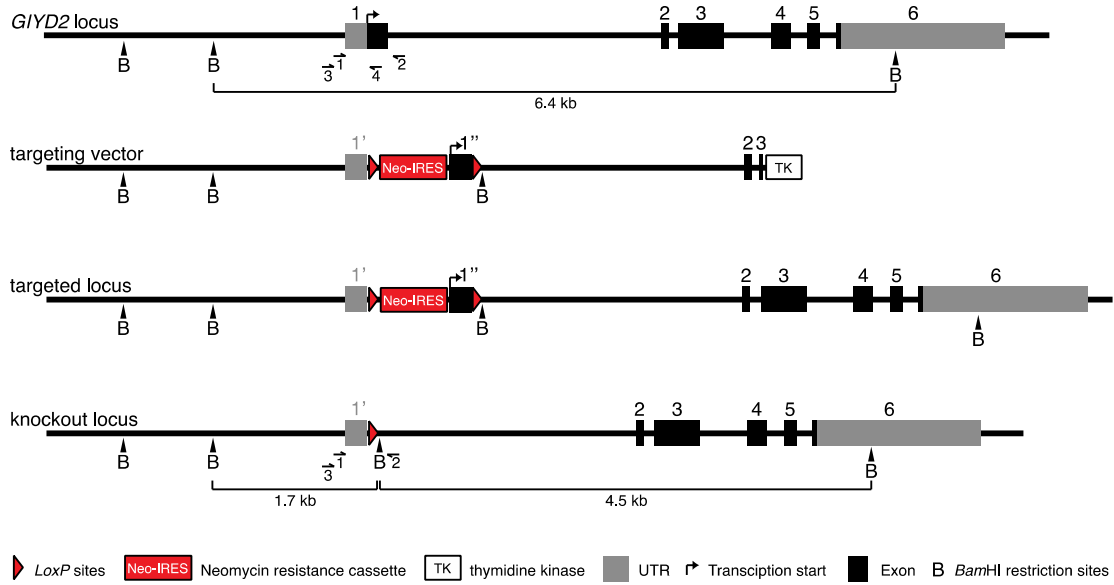 GIYD2 locus
1 2 3 4 5 6
B B B
3 1 4 2
6.4 kb
targeting vector
1' Neo-IRES 1'' 2 3 TK
B B B
targeted locus
1' Neo-IRES 1'' 2 3 4 5 6
B B B B
knockout locus
1' 2 3 4 5 6
B B B B
3 1 2
1.7 kb 4.5 kb
LoxP sites Neo-IRES Neomycin resistance cassette TK thymidine kinase UTR Transciption start Exon B BamHI restriction sites